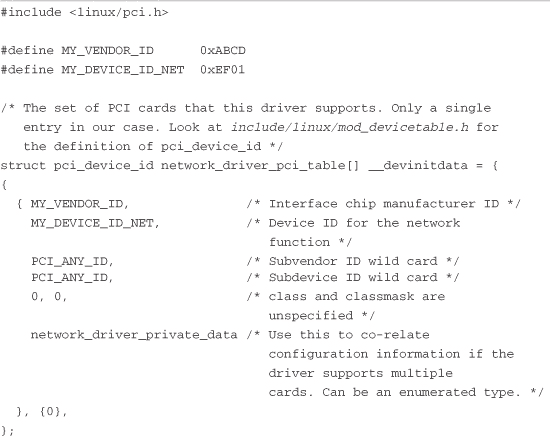 #include <linux/pci.h>

#define MY_VENDOR_ID      0xABCD
#define MY_DEVICE_ID_NET  0xEF01

/* The set of PCI cards that this driver supports. Only a single
   entry in our case. Look at include/linux/mod_devicetable.h for
   the definition of pci_device_id */
struct pci_device_id network_driver_pci_table[] __devinitdata = {
{
  { MY_VENDOR_ID,               /* Interface chip manufacturer ID */
    MY_DEVICE_ID_NET,           /* Device ID for the network
                                   function */
    PCI_ANY_ID,                 /* Subvendor ID wild card */
    PCI_ANY_ID,                 /* Subdevice ID wild card */
    0, 0,                       /* class and classmask are
                                   unspecified */
    network_driver_private_data /* Use this to co-relate
                                   configuration information if the
                                   driver supports multiple
                                   cards. Can be an enumerated type. */
  }, {0},
};